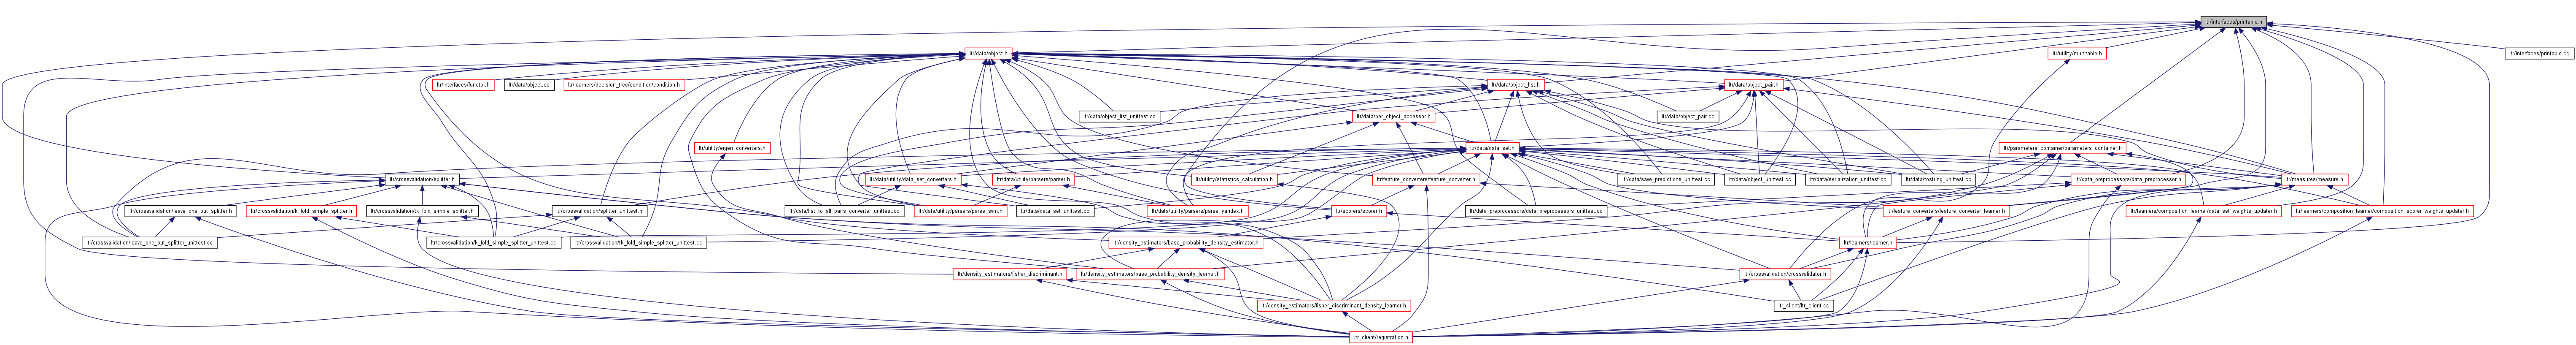 ltr/interfaces/printable.h
ltr/data/object.h
ltr/utility/multitable.h
ltr/interfaces/printable.cc
ltr/interfaces/functor.h
ltr/data/object.cc
ltr/learners/decision_tree/condition/condition.h
ltr/data/object_list.h
ltr/data/object_pair.h
ltr/data/object_list_unittest.cc
ltr/data/per_object_accessor.h
ltr/data/object_pair.cc
ltr/utility/eigen_converters.h
ltr/data/data_set.h
ltr/parameters_container/parameters_container.h
ltr/crossvalidation/splitter.h
ltr/data/utility/data_set_converters.h
ltr/data/utility/parsers/parser.h
ltr/utility/statistics_calculation.h
ltr/feature_converters/feature_converter.h
ltr/data/save_predictions_unittest.cc
ltr/data/object_unittest.cc
ltr/data/serialization_unittest.cc
ltr/data/tostring_unittest.cc
ltr/data_preprocessors/data_preprocessor.h
ltr/measures/measure.h
ltr/crossvalidation/leave_one_out_splitter.h
ltr/crossvalidation/k_fold_simple_splitter.h
ltr/crossvalidation/tk_fold_simple_splitter.h
ltr/crossvalidation/splitter_unittest.h
ltr/data/list_to_all_pairs_converter_unittest.cc
ltr/data/utility/parsers/parse_svm.h
ltr/data/data_set_unittest.cc
ltr/data/utility/parsers/parse_yandex.h
ltr/scorers/scorer.h
ltr/data_preprocessors/data_preprocessors_unittest.cc
ltr/feature_converters/feature_converter_learner.h
ltr/learners/composition_learner/data_set_weights_updater.h
ltr/learners/composition_learner/composition_scorer_weights_updater.h
ltr/crossvalidation/leave_one_out_splitter_unittest.cc
ltr/crossvalidation/k_fold_simple_splitter_unittest.cc
ltr/crossvalidation/tk_fold_simple_splitter_unittest.cc
ltr/density_estimators/base_probability_density_estimator.h
ltr/learners/learner.h
ltr/density_estimators/fisher_discriminant.h
ltr/density_estimators/base_probability_density_learner.h
ltr/crossvalidation/crossvalidator.h
ltr/density_estimators/fisher_discriminant_density_learner.h
ltr_client/ltr_client.cc
ltr_client/registration.h